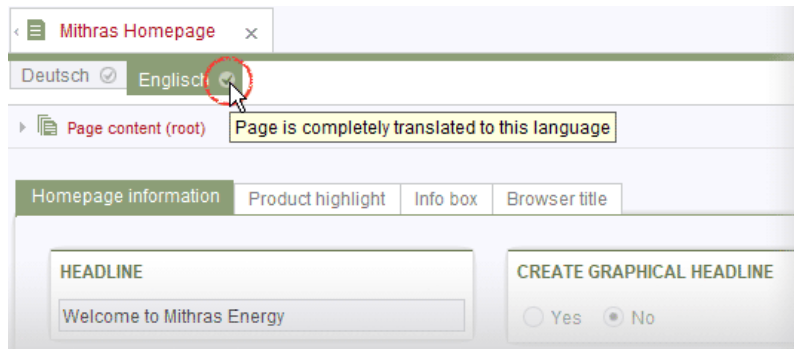 Mithras Homepage
Deutsch Englisch
Page content (root) Page is completely translated to this language
Homepage information Product highlight Info box Browser title
HEADLINE CREATE GRAPHICAL HEADLINE
Welcome to Mithras Energy Yes No